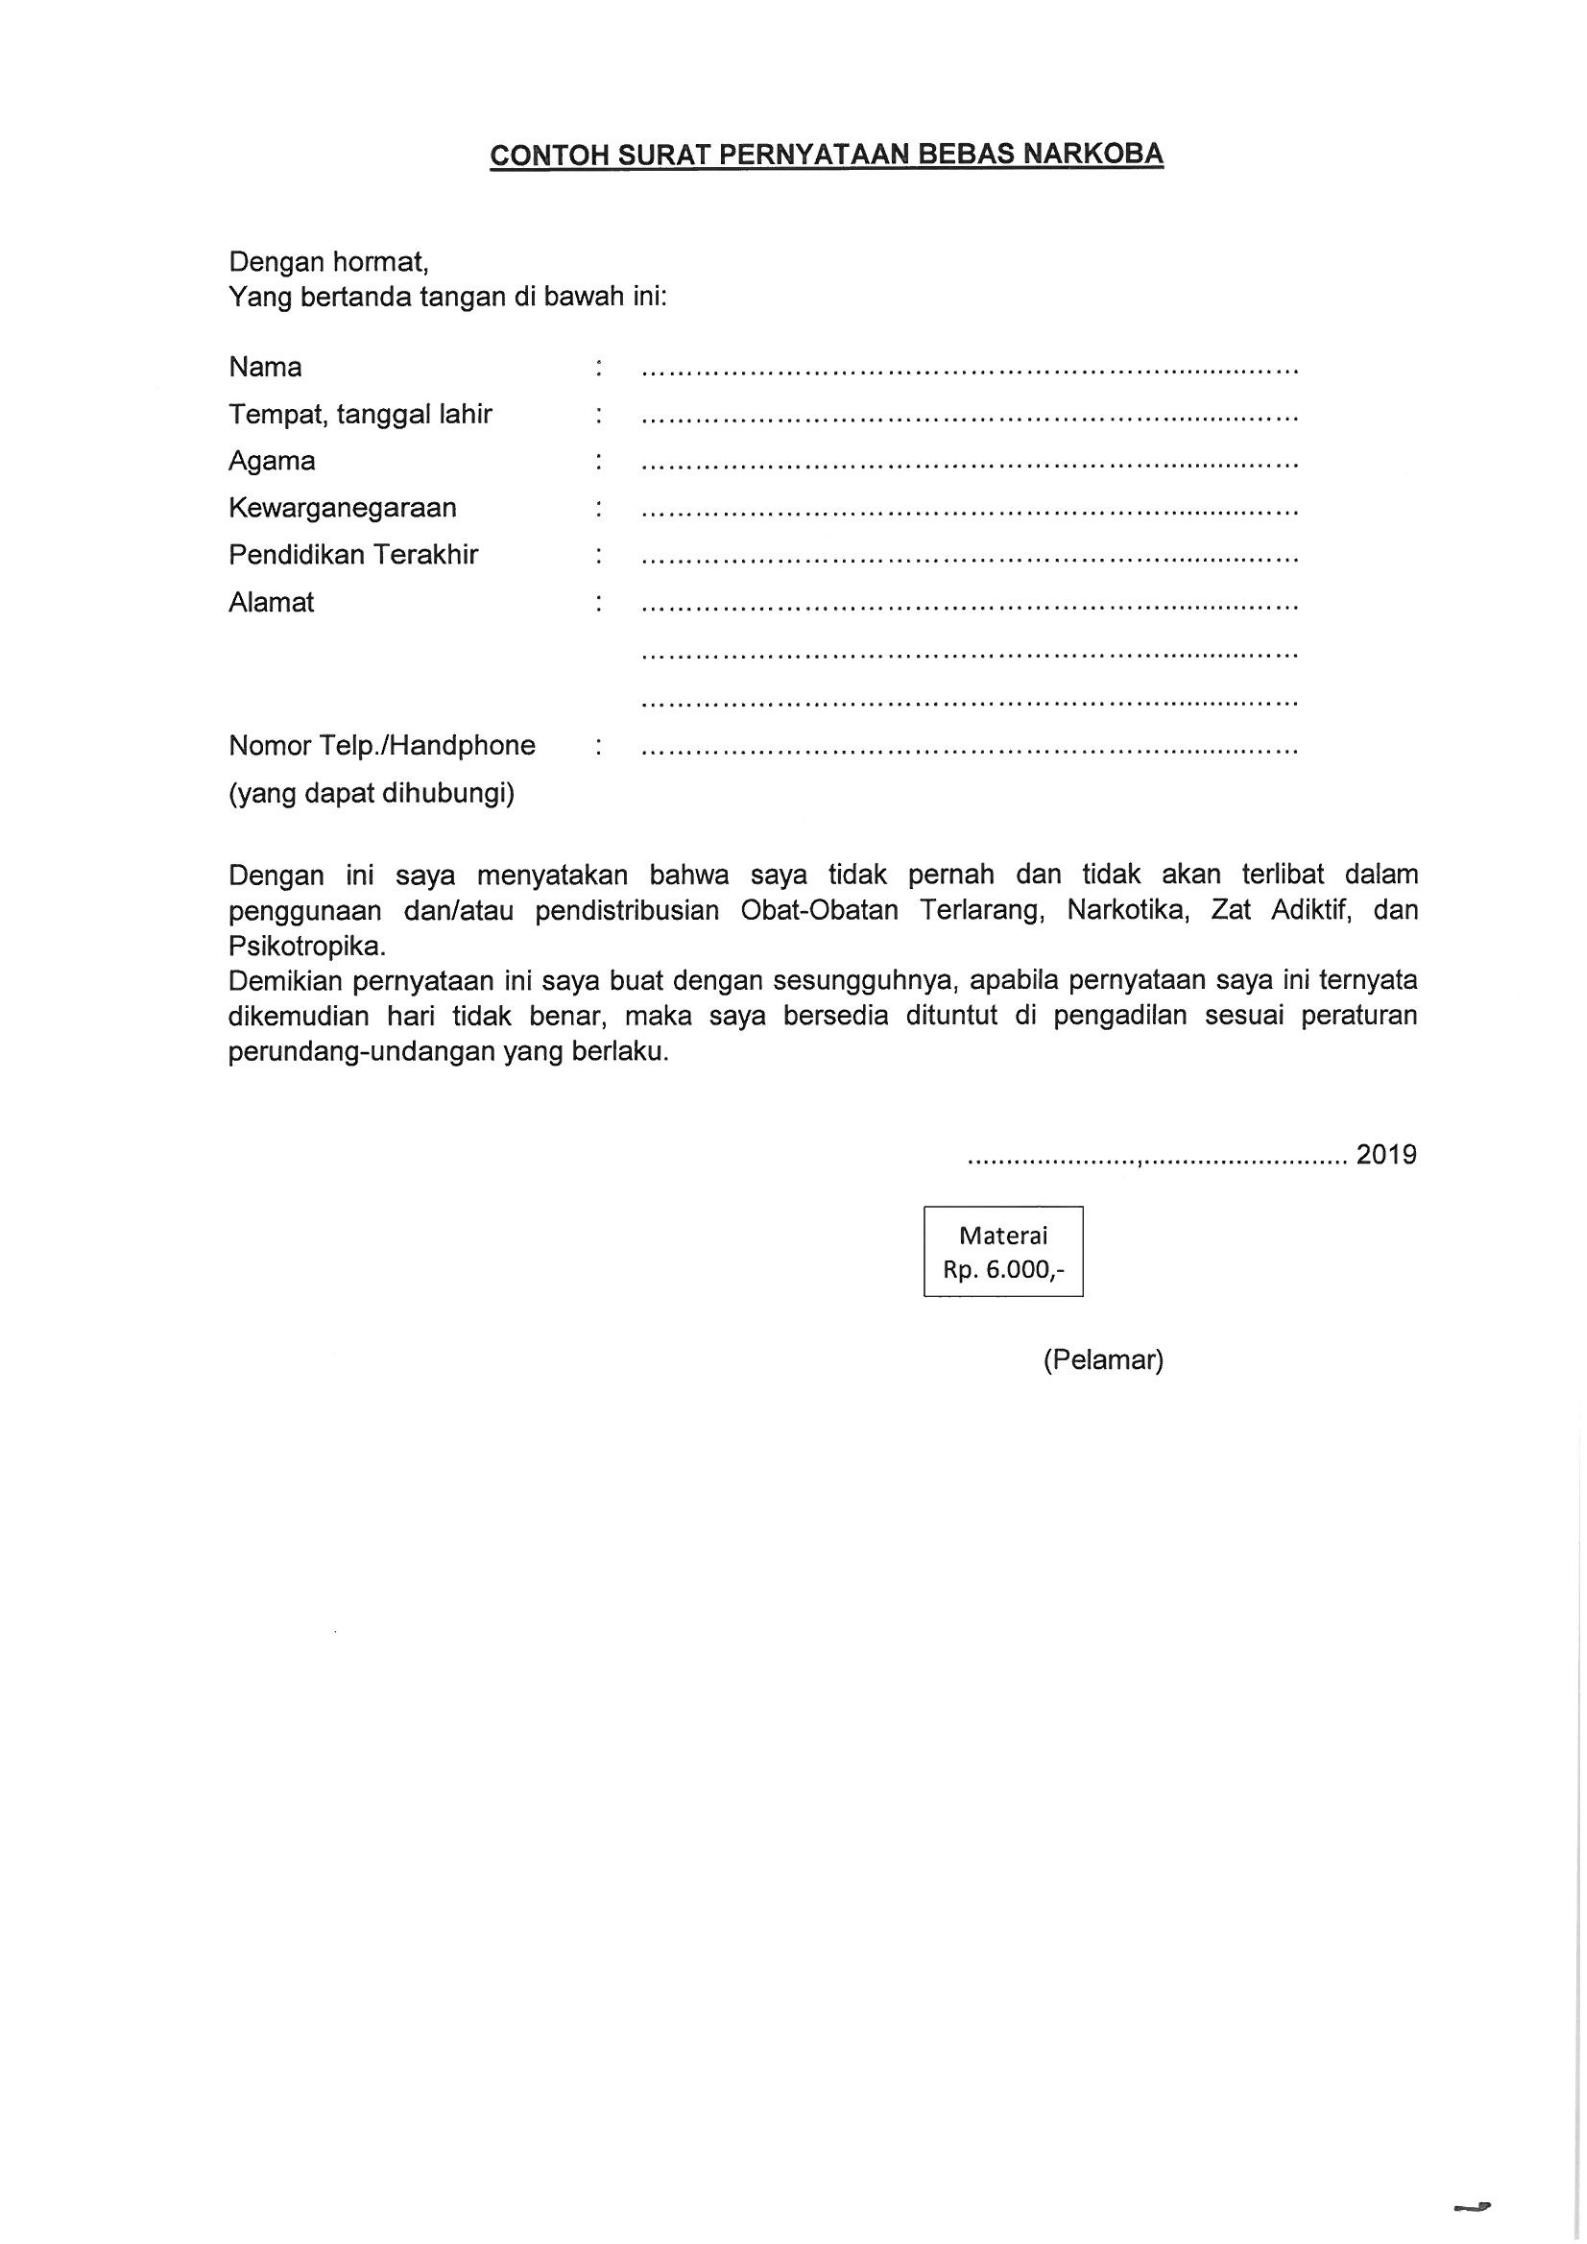 CONTOH SURAT PERNYATAAN BEBAS NARKOBA
Dengan hormat,
Yang bertanda tangan di bawah ini:
Nama : ........................................................................
Tempat, tanggal lahir : ........................................................................
Agama : ........................................................................
Kewarganegaraan : ........................................................................
Pendidikan Terakhir : ........................................................................
Alamat : ........................................................................
........................................................................
........................................................................
Nomor Telp./Handphone : ........................................................................
(yang dapat dihubungi)
Dengan ini saya menyatakan bahwa saya tidak pernah dan tidak akan terlibat dalam
penggunaan dan/atau pendistribusian Obat-Obatan Terlarang, Narkotika, Zat Adiktif, dan
Psikotropika.
Demikian pernyataan ini saya buat dengan sesungguhnya, apabila pernyataan saya ini ternyata
dikemudian hari tidak benar, maka saya bersedia dituntut di pengadilan sesuai peraturan
perundang-undangan yang berlaku.
......................,........................... 2019
Materai
Rp. 6.000,-
(Pelamar)